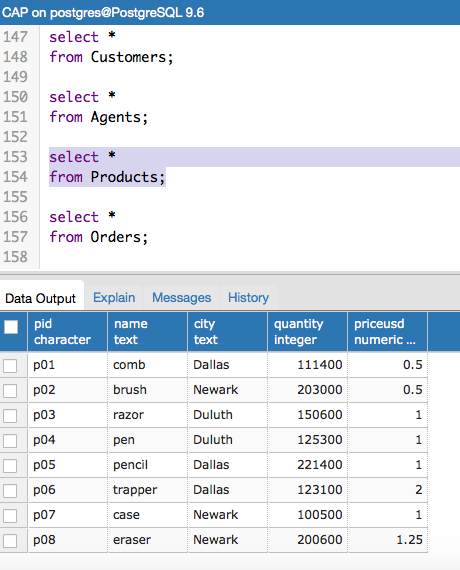 CAP on postgres@PostgreSQL 9.6
147 select *
148 from Customers;
149
150 select *
151 from Agents;
152
153 select *
154 from Products;
155
156 select *
157 from Orders;
158
Data Output Explain Messages History
pid name city quantity priceusd
character text text integer numeric ...
p01 comb Dallas 111400 0.5
p02 brush Newark 203000 0.5
p03 razor Duluth 150600 1
p04 pen Duluth 125300 1
p05 pencil Dallas 221400 1
p06 trapper Dallas 123100 2
p07 case Newark 100500 1
p08 eraser Newark 200600 1.25